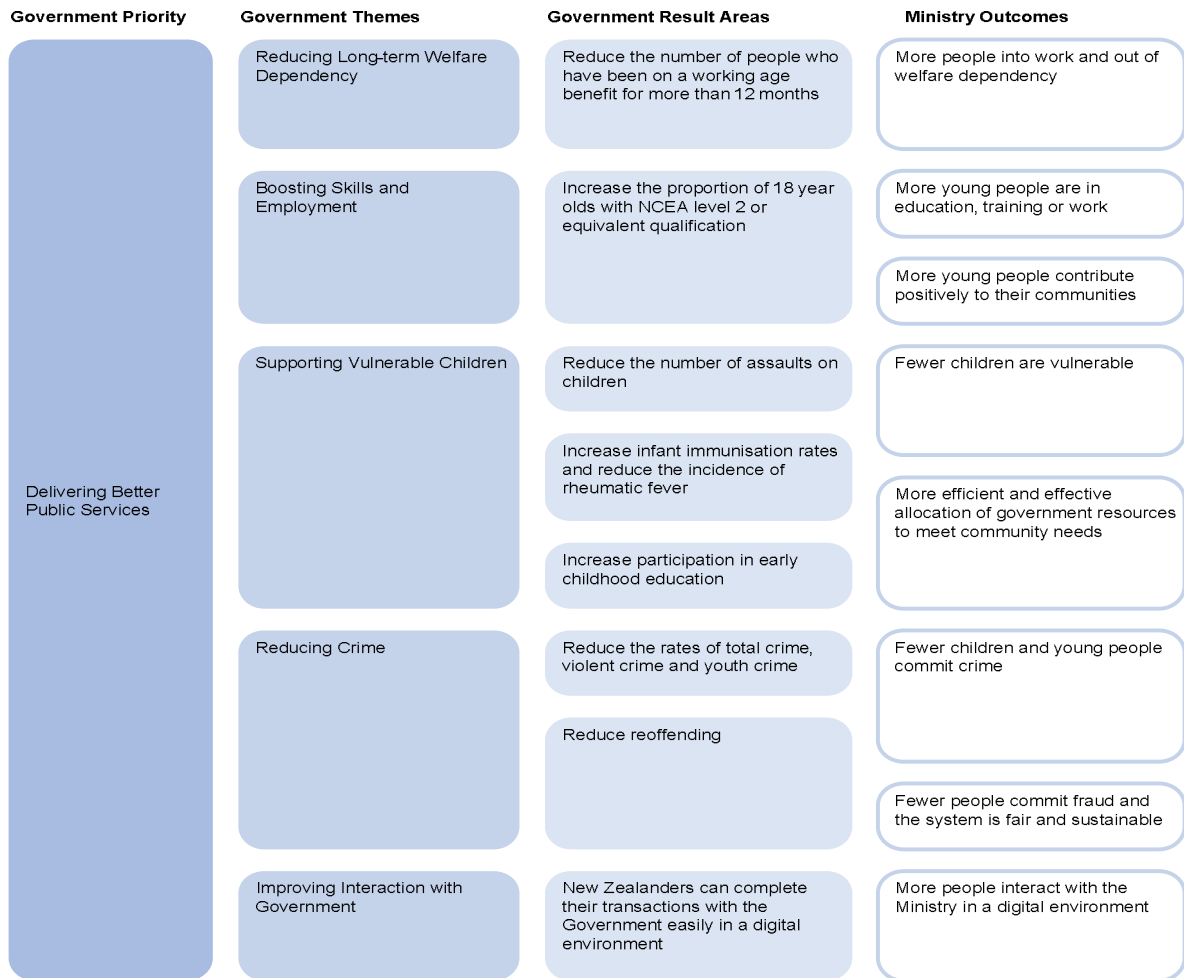 Government Priority
Government Themes
Government Result Areas
Ministry Outcomes
Delivering Better
Public Services
Reducing Long-term Welfare
Dependency
Reduce the number of people who
have been on a working age
benefit for more than 12 months
More people into work and out of
welfare dependency
Boosting Skills and
Employment
Increase the proportion of 18 year
olds with NCEA level 2 or
equivalent qualification
More young people are in
education, training or work
More young people contribute
positively to their communities
Supporting Vulnerable Children
Reduce the number of assaults on
children
Increase infant immunisation rates
and reduce the incidence of
rheumatic fever
Increase participation in early
childhood education
Fewer children are vulnerable
More efficient and effective
allocation of government resources
to meet community needs
Reducing Crime
Reduce the rates of total crime,
violent crime and youth crime
Reduce reoffending
Fewer children and young people
commit crime
Fewer people commit fraud and
the system is fair and sustainable
Improving Interaction with
Government
New Zealanders can complete
their transactions with the
Government easily in a digital
environment
More people interact with the
Ministry in a digital environment